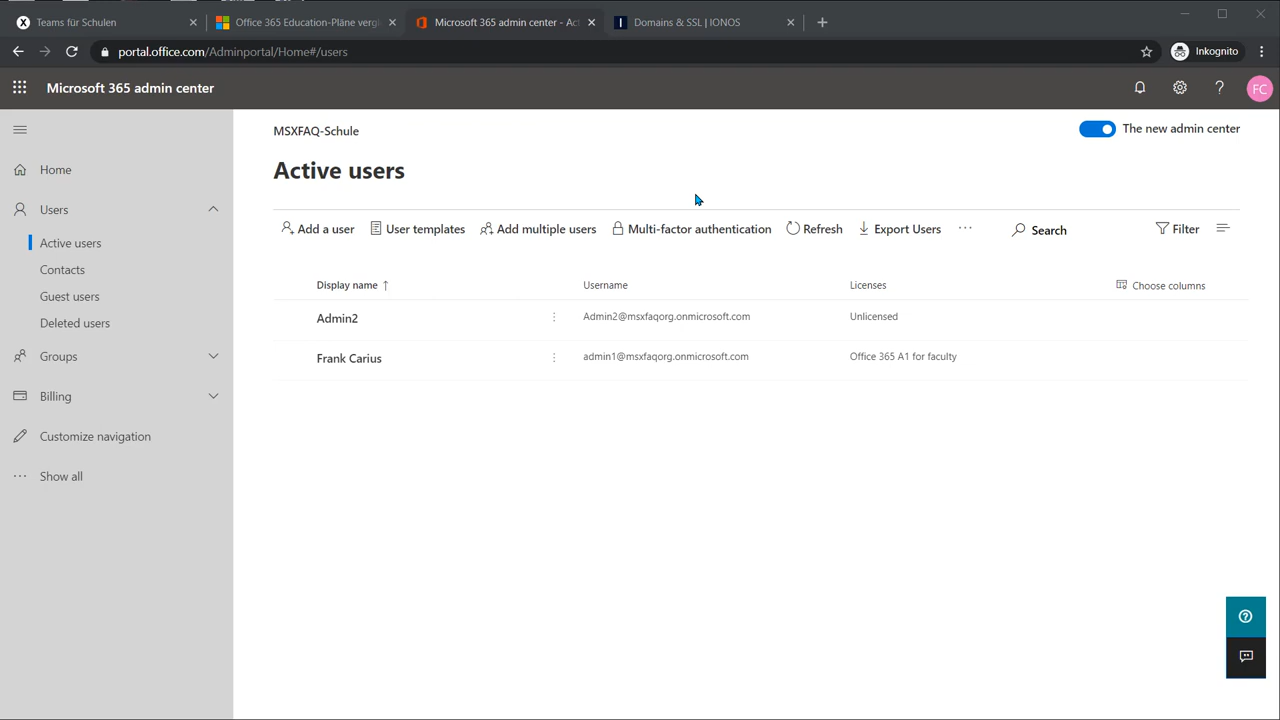 Teams für Schulen
Office 365 Education-Pläne vergl
Microsoft 365 admin center - Act
Domains & SSL | IONOS
portal.office.com/Adminportal/Home#/users
Inkognito
Microsoft 365 admin center
FC
MSXFAQ-Schule
The new admin center
Home
Active users
Users
Add a user
User templates
Add multiple users
Multi-factor authentication
Refresh
Export Users
Search
Filter
Active users
Contacts
Guest users
Deleted users
Display name ↑
Username
Licenses
Choose columns
Admin2
Admin2@msxfaqorg.onmicrosoft.com
Unlicensed
Frank Carius
admin1@msxfaqorg.onmicrosoft.com
Office 365 A1 for faculty
Groups
Billing
Customize navigation
Show all